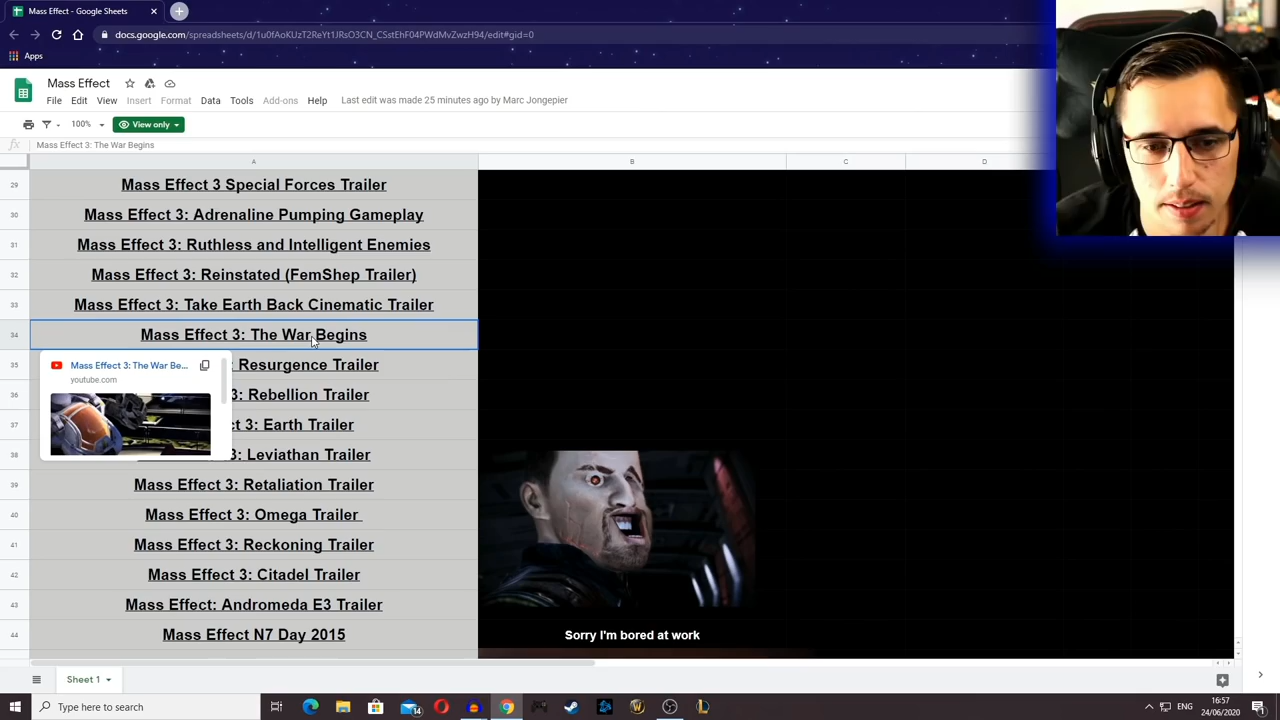 Mass Effect - Google Sheets
docs.google.com/spreadsheets/d/1u0fAoKUzT2ReYt1JRsO3CN_CSstEhF04PWdMvZwzH94/edit#gid=0
Apps
Mass Effect
File Edit View Insert Format Data Tools Add-ons Help Last edit was made 25 minutes ago by Marc Jongepier
100% View only
fx Mass Effect 3: The War Begins
A B C D
29 Mass Effect 3 Special Forces Trailer
30 Mass Effect 3: Adrenaline Pumping Gameplay
31 Mass Effect 3: Ruthless and Intelligent Enemies
32 Mass Effect 3: Reinstated (FemShep Trailer)
33 Mass Effect 3: Take Earth Back Cinematic Trailer
34 Mass Effect 3: The War Begins
35 : Resurgence Trailer
Mass Effect 3: The War Be...
youtube.com
36 3: Rebellion Trailer
37 ct 3: Earth Trailer
38 3: Leviathan Trailer
39 Mass Effect 3: Retaliation Trailer
40 Mass Effect 3: Omega Trailer
41 Mass Effect 3: Reckoning Trailer
42 Mass Effect 3: Citadel Trailer
43 Mass Effect: Andromeda E3 Trailer
44 Mass Effect N7 Day 2015
Sorry I'm bored at work
Sheet 1
Type here to search
14
ENG
16:57
24/06/2020
1